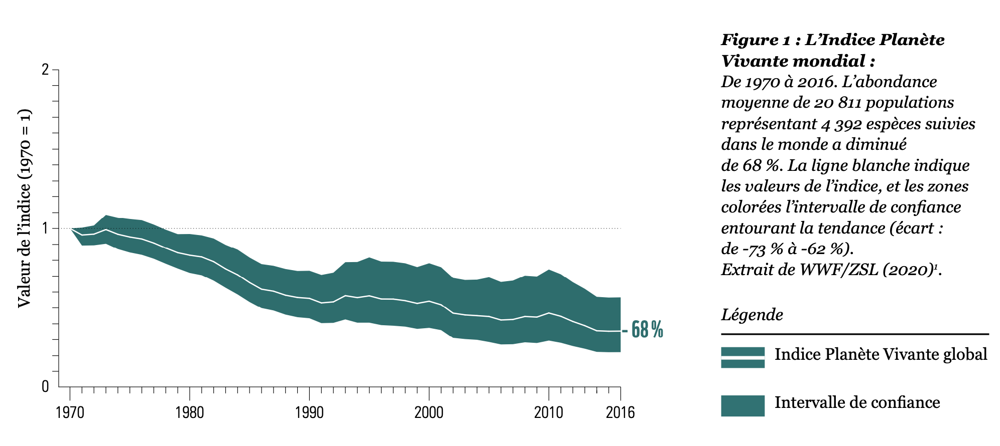 2
1
0
Valeur de l’indice (1970 = 1)
1970
1980
1990
2000
2010
2016
- 68 %
Figure 1 : L’Indice Planète
Vivante mondial :
De 1970 à 2016. L’abondance
moyenne de 20 811 populations
représentant 4 392 espèces suivies
dans le monde a diminué
de 68 %. La ligne blanche indique
les valeurs de l’indice, et les zones
colorées l’intervalle de confiance
entourant la tendance (écart :
de -73 % à -62 %).
Extrait de WWF/ZSL (2020)¹.
Légende
Indice Planète Vivante global
Intervalle de confiance